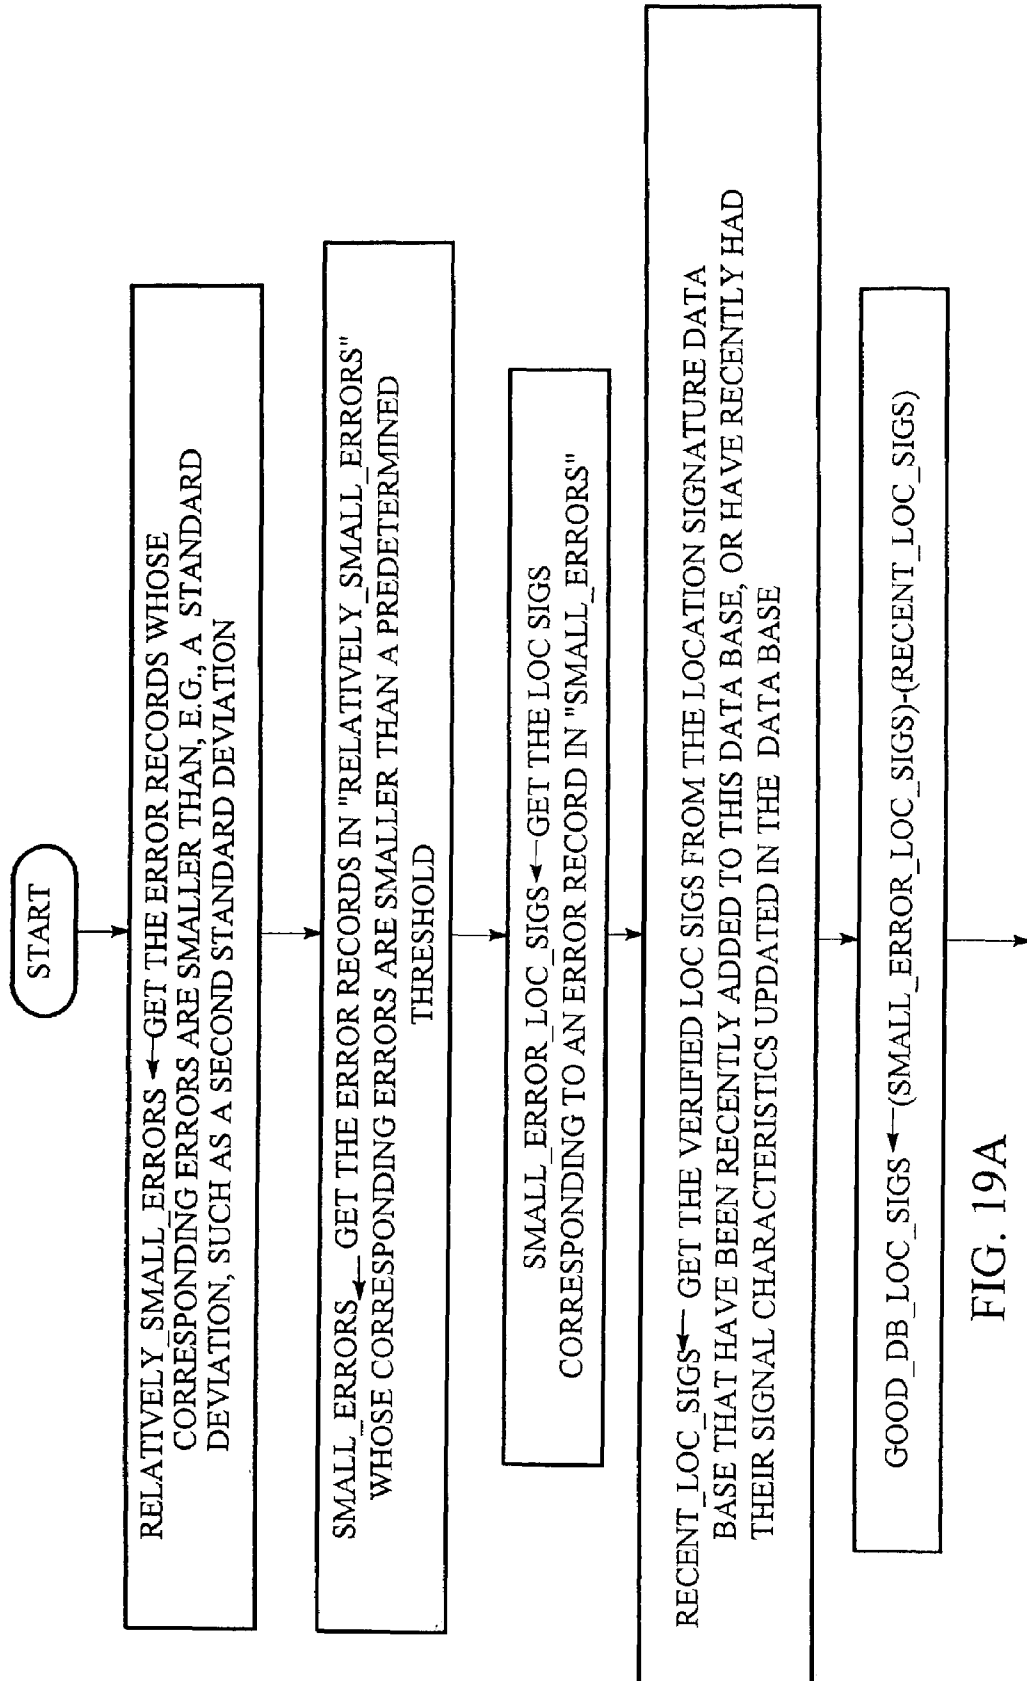 START
RELATIVELY_SMALL_ERRORS ← GET THE ERROR RECORDS WHOSE
CORRESPONDING ERRORS ARE SMALLER THAN, E.G., A STANDARD
DEVIATION, SUCH AS A SECOND STANDARD DEVIATION
SMALL_ERRORS ← GET THE ERROR RECORDS IN "RELATIVELY_SMALL_ERRORS"
WHOSE CORRESPONDING ERRORS ARE SMALLER THAN A PREDETERMINED
THRESHOLD
SMALL_ERROR_LOC_SIGS ← GET THE LOC SIGS
CORRESPONDING TO AN ERROR RECORD IN "SMALL_ERRORS"
RECENT_LOC_SIGS ← GET THE VERIFIED LOC SIGS FROM THE LOCATION SIGNATURE DATA
BASE THAT HAVE BEEN RECENTLY ADDED TO THIS DATA BASE, OR HAVE RECENTLY HAD
THEIR SIGNAL CHARACTERISTICS UPDATED IN THE DATA BASE
GOOD_DB_LOC_SIGS ← (SMALL_ERROR_LOC_SIGS)-(RECENT_LOC_SIGS)
FIG. 19A